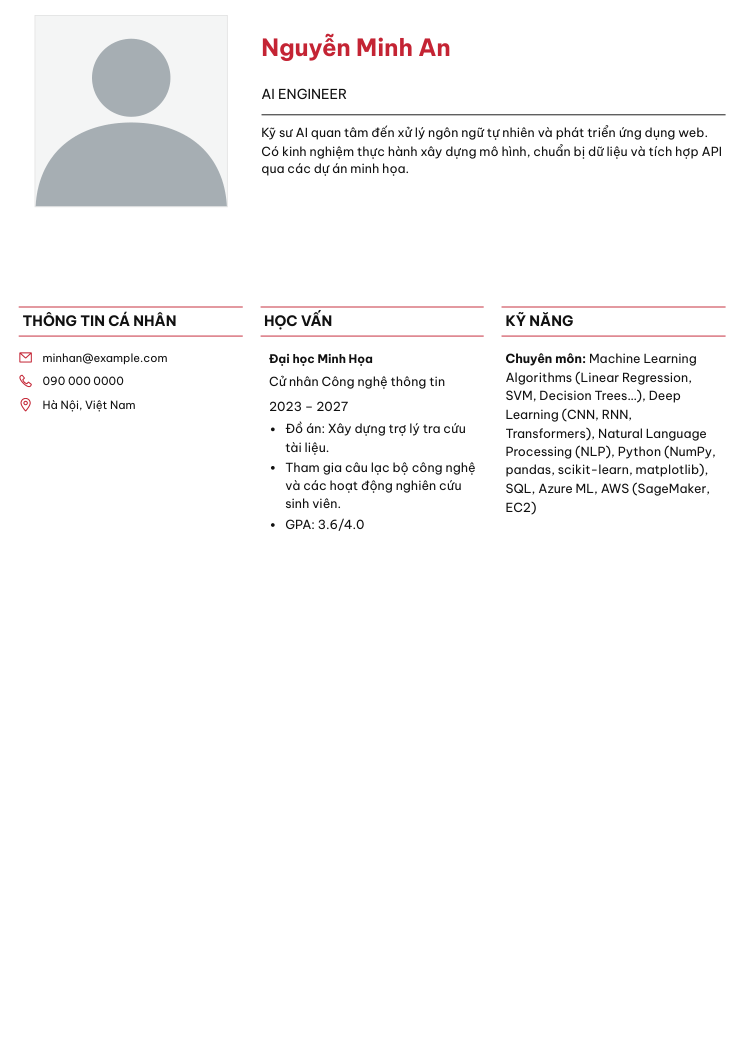 Nguyễn Minh An
AI ENGINEER
Kỹ sư AI quan tâm đến xử lý ngôn ngữ tự nhiên và phát triển ứng dụng web.
Có kinh nghiệm thực hành xây dựng mô hình, chuẩn bị dữ liệu và tích hợp API
qua các dự án minh họa.
THÔNG TIN CÁ NHÂN
minhan@example.com
090 000 0000
Hà Nội, Việt Nam
HỌC VẤN
Đại học Minh Họa
Cử nhân Công nghệ thông tin
2023 – 2027
• Đồ án: Xây dựng trợ lý tra cứu
tài liệu.
• Tham gia câu lạc bộ công nghệ
và các hoạt động nghiên cứu
sinh viên.
• GPA: 3.6/4.0
KỸ NĂNG
Chuyên môn: Machine Learning
Algorithms (Linear Regression,
SVM, Decision Trees…), Deep
Learning (CNN, RNN,
Transformers), Natural Language
Processing (NLP), Python (NumPy,
pandas, scikit-learn, matplotlib),
SQL, Azure ML, AWS (SageMaker,
EC2)